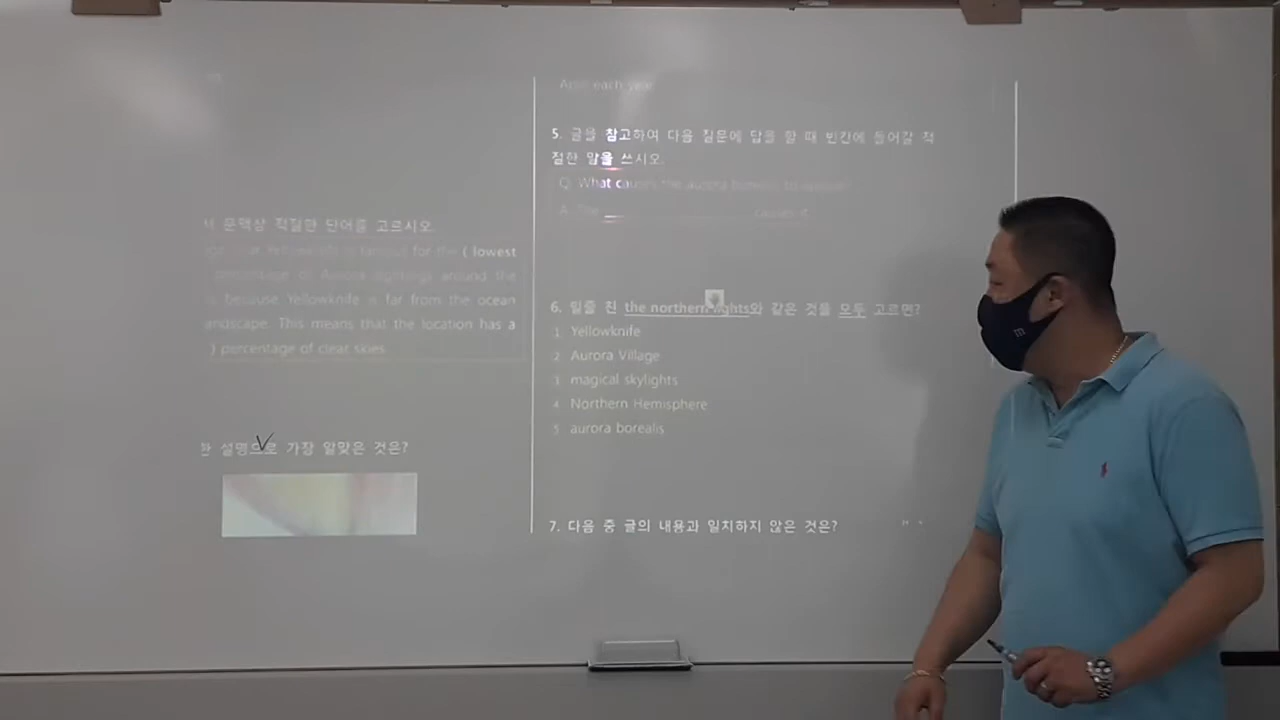 문맥상 적절한 단어를 고르시오.
Yellowknife is famous for the ( lowest
percentage of Aurora sightings around the
because Yellowknife is far from the ocean
andscape. This means that the location has a
) percentage of clear skies.
설명으로 가장 알맞은 것은?
Area each year
5. 글을 참고하여 다음 질문에 답을 할 때 빈칸에 들어갈 적
절한 말을 쓰시오.
Q: What causes the aurora borealis to appear?
A: The causes it.
6. 밑줄 친 the northern lights와 같은 것을 모두 고르면?
1 Yellowknife
2 Aurora Village
3 magical skylights
4 Northern Hemisphere
5 aurora borealis
7. 다음 중 글의 내용과 일치하지 않은 것은?